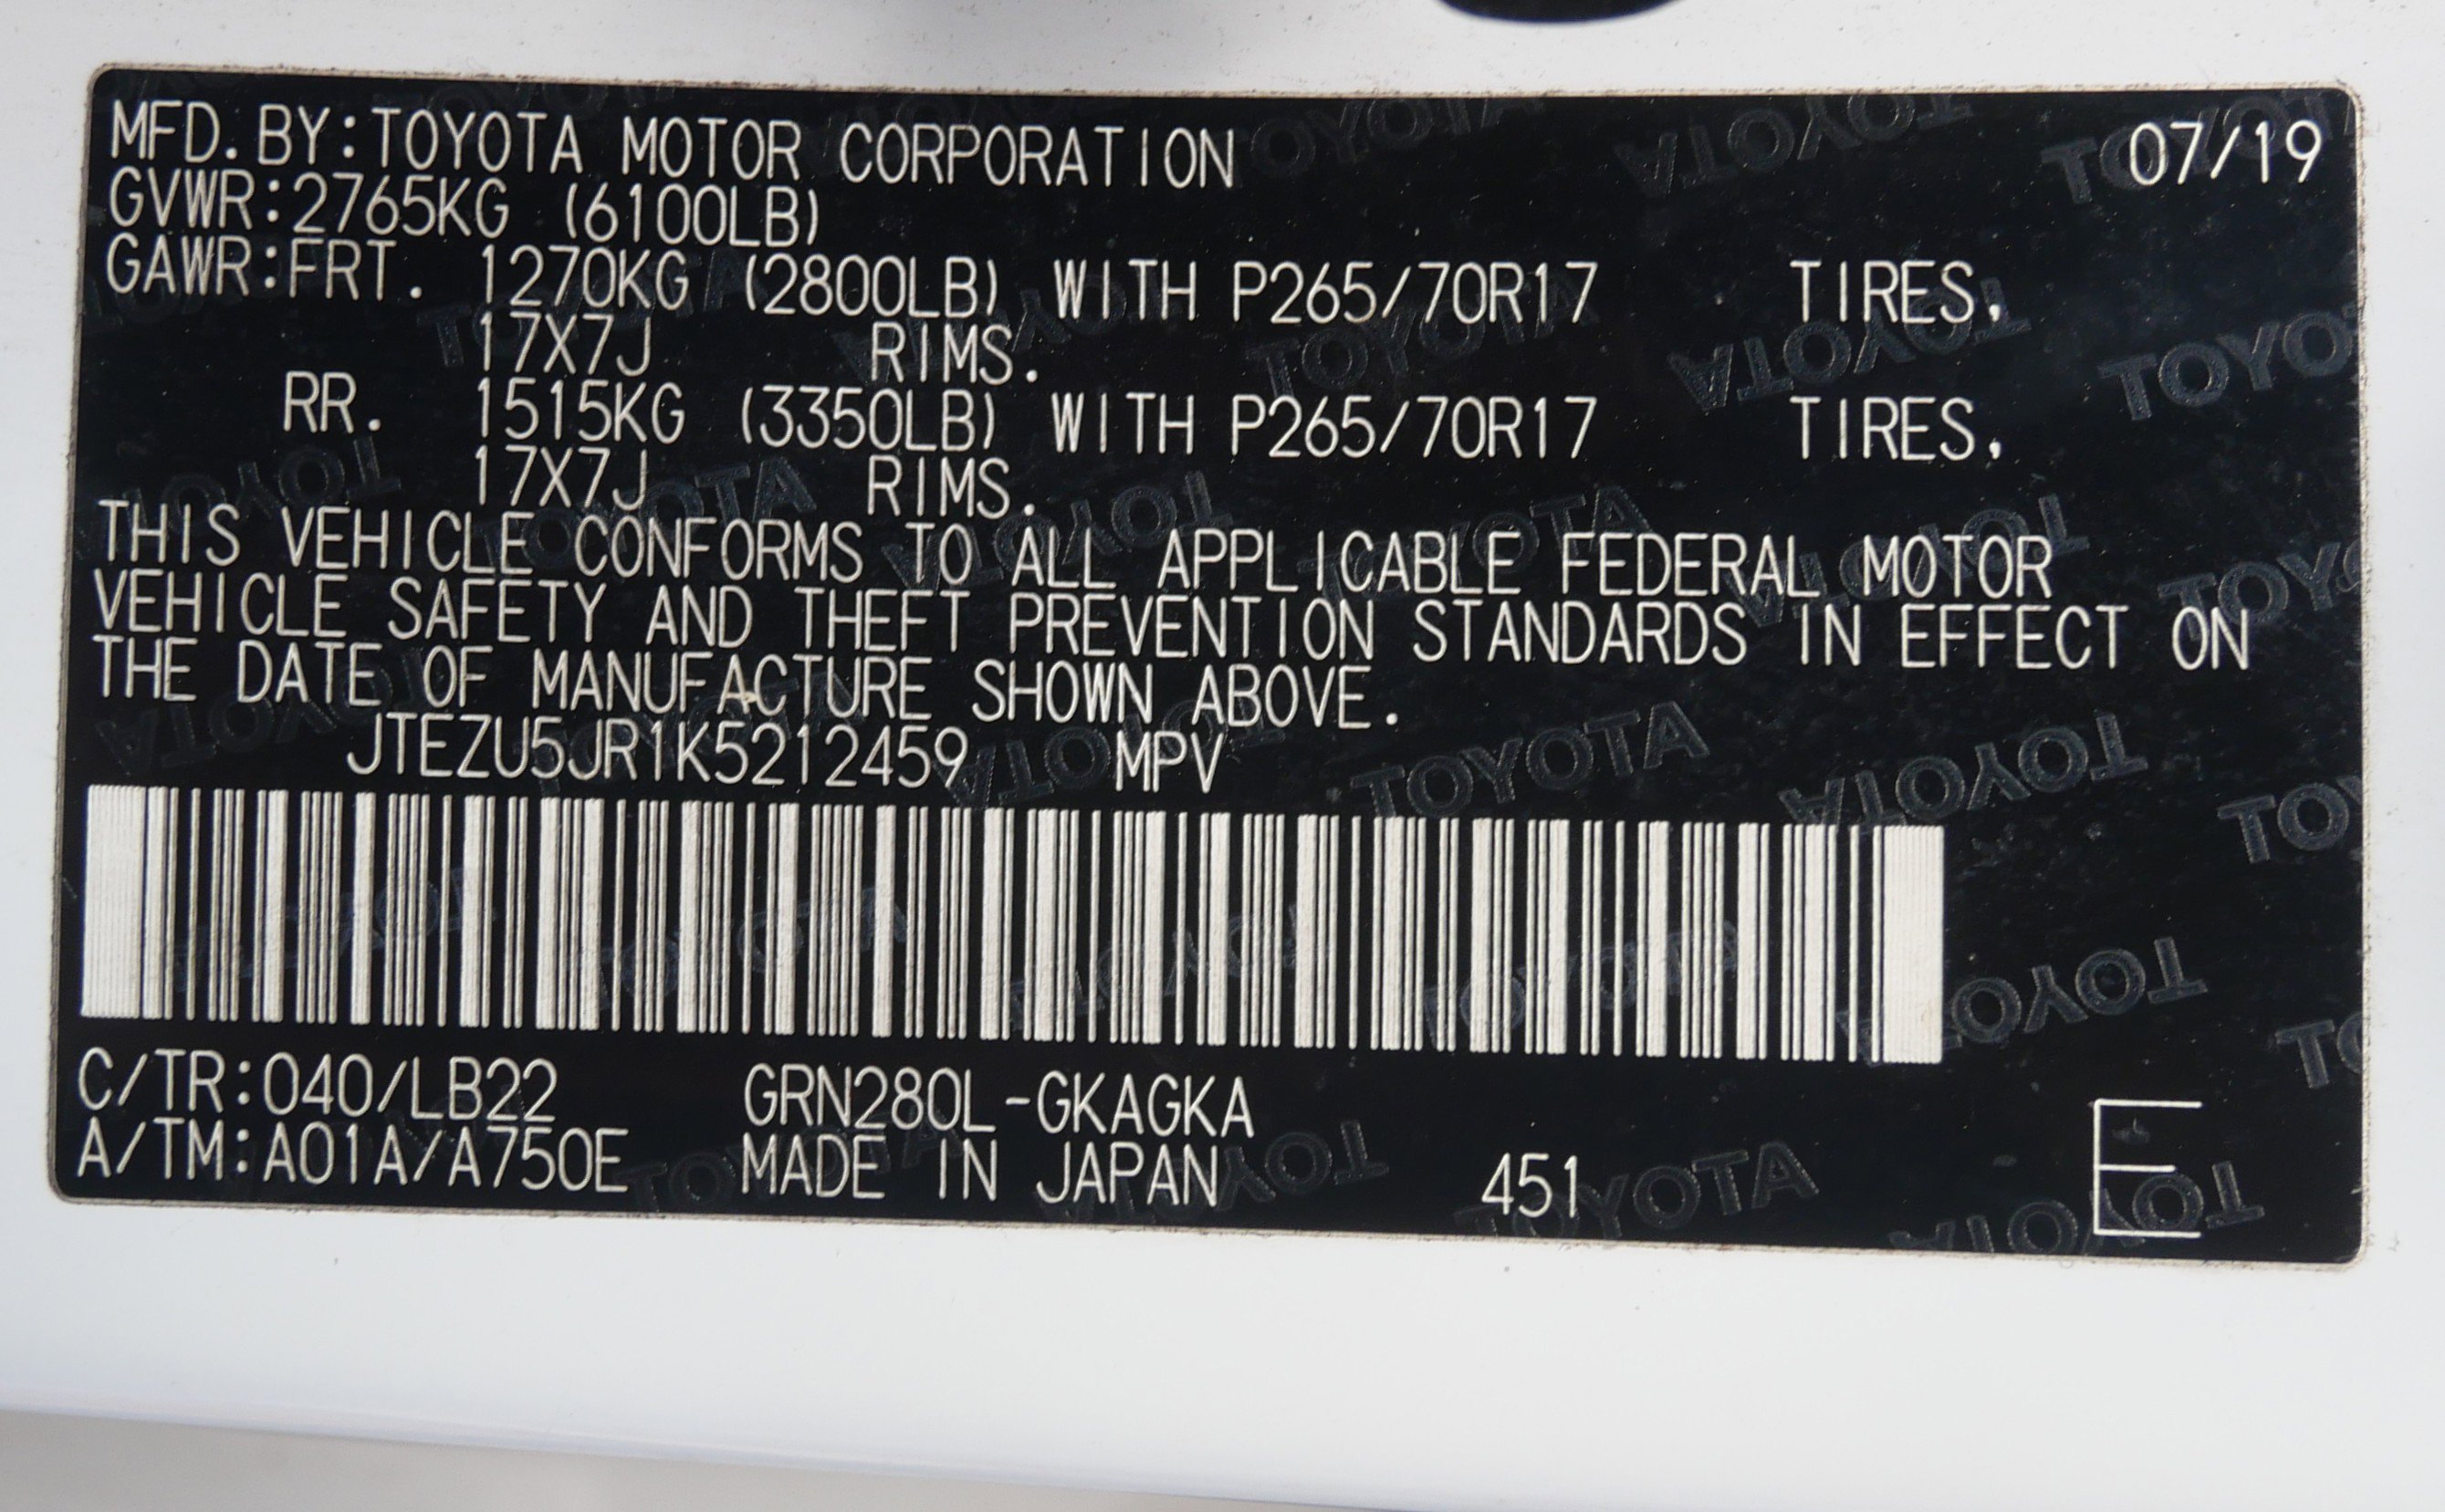 MFD. BY:TOYOTA MOTOR CORPORATION 07/19
GVWR:2765KG (6100LB)
GAWR:FRT. 1270KG (2800LB) WITH P265/70R17 TIRES,
17X7J RIMS.
RR. 1515KG (3350LB) WITH P265/70R17 TIRES,
17X7J RIMS.
THIS VEHICLE CONFORMS TO ALL APPLICABLE FEDERAL MOTOR
VEHICLE SAFETY AND THEFT PREVENTION STANDARDS IN EFFECT ON
THE DATE OF MANUFACTURE SHOWN ABOVE.
JTEZU5JR1K5212459 MPV
C/TR:040/LB22 GRN280L-GKAGKA
A/TM:A01A/A750E MADE IN JAPAN 451 E